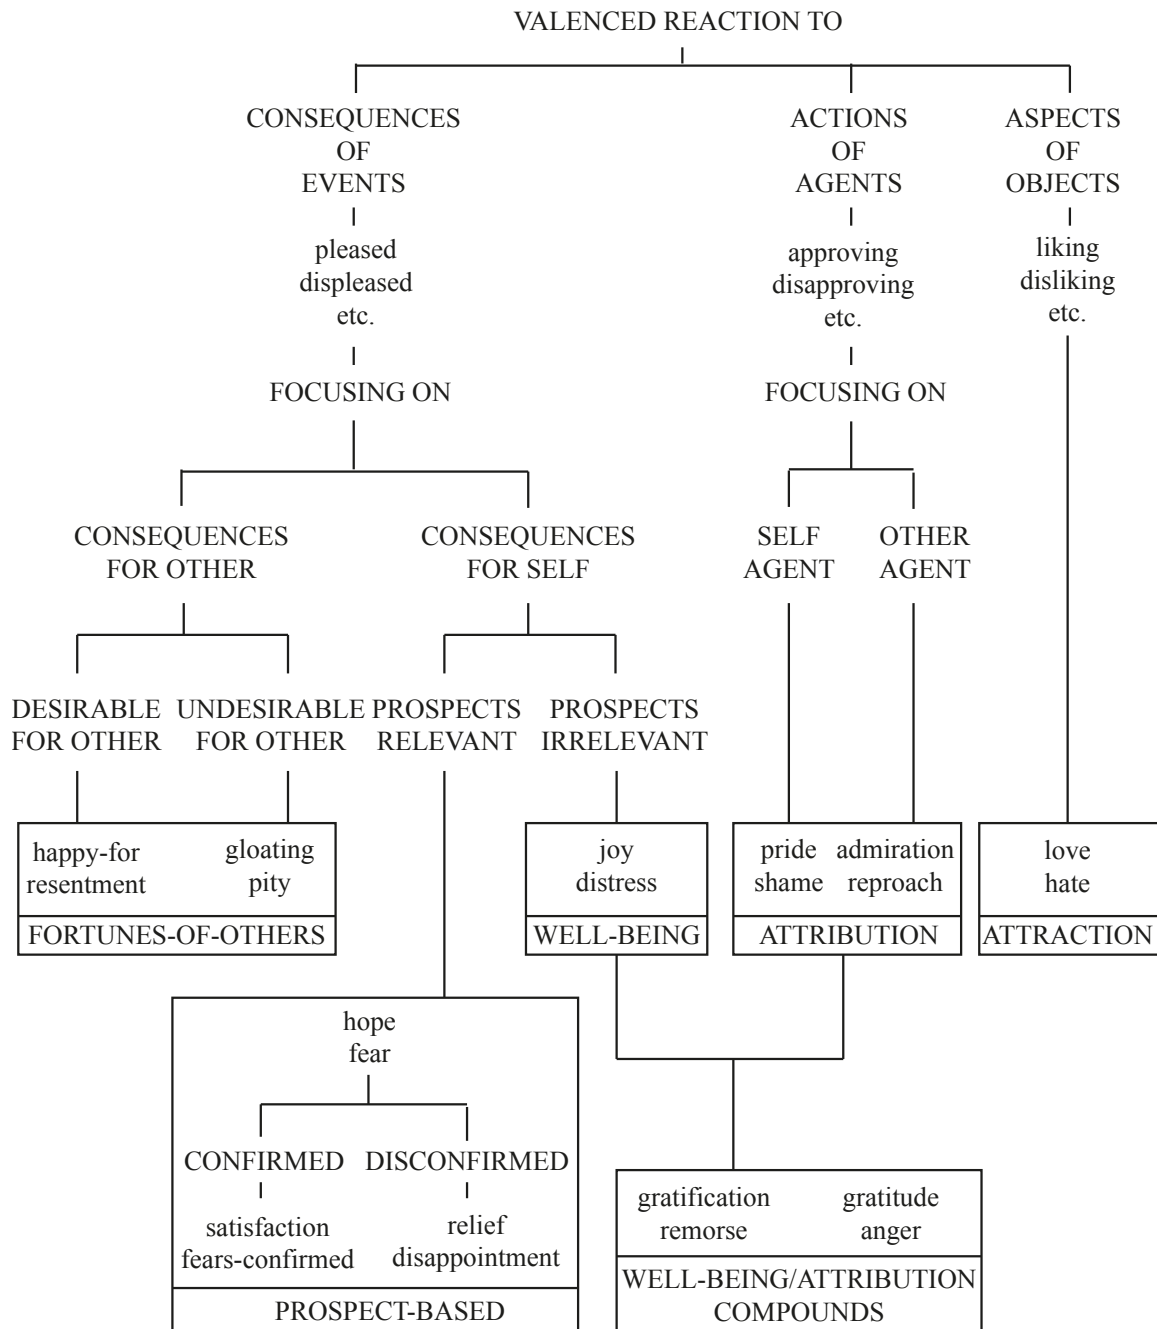 VALENCED REACTION TO
CONSEQUENCES
OF
EVENTS
ACTIONS
OF
AGENTS
ASPECTS
OF
OBJECTS
pleased
displeased
etc.
approving
disapproving
etc.
liking
disliking
etc.
FOCUSING ON
FOCUSING ON
CONSEQUENCES
FOR OTHER
CONSEQUENCES
FOR SELF
SELF
AGENT
OTHER
AGENT
DESIRABLE
FOR OTHER
UNDESIRABLE
FOR OTHER
PROSPECTS
RELEVANT
PROSPECTS
IRRELEVANT
happy-for
resentment
gloating
pity
FORTUNES-OF-OTHERS
joy
distress
WELL-BEING
pride
shame
admiration
reproach
ATTRIBUTION
love
hate
ATTRACTION
hope
fear
CONFIRMED
DISCONFIRMED
satisfaction
fears-confirmed
relief
disappointment
PROSPECT-BASED
gratification
remorse
gratitude
anger
WELL-BEING/ATTRIBUTION
COMPOUNDS